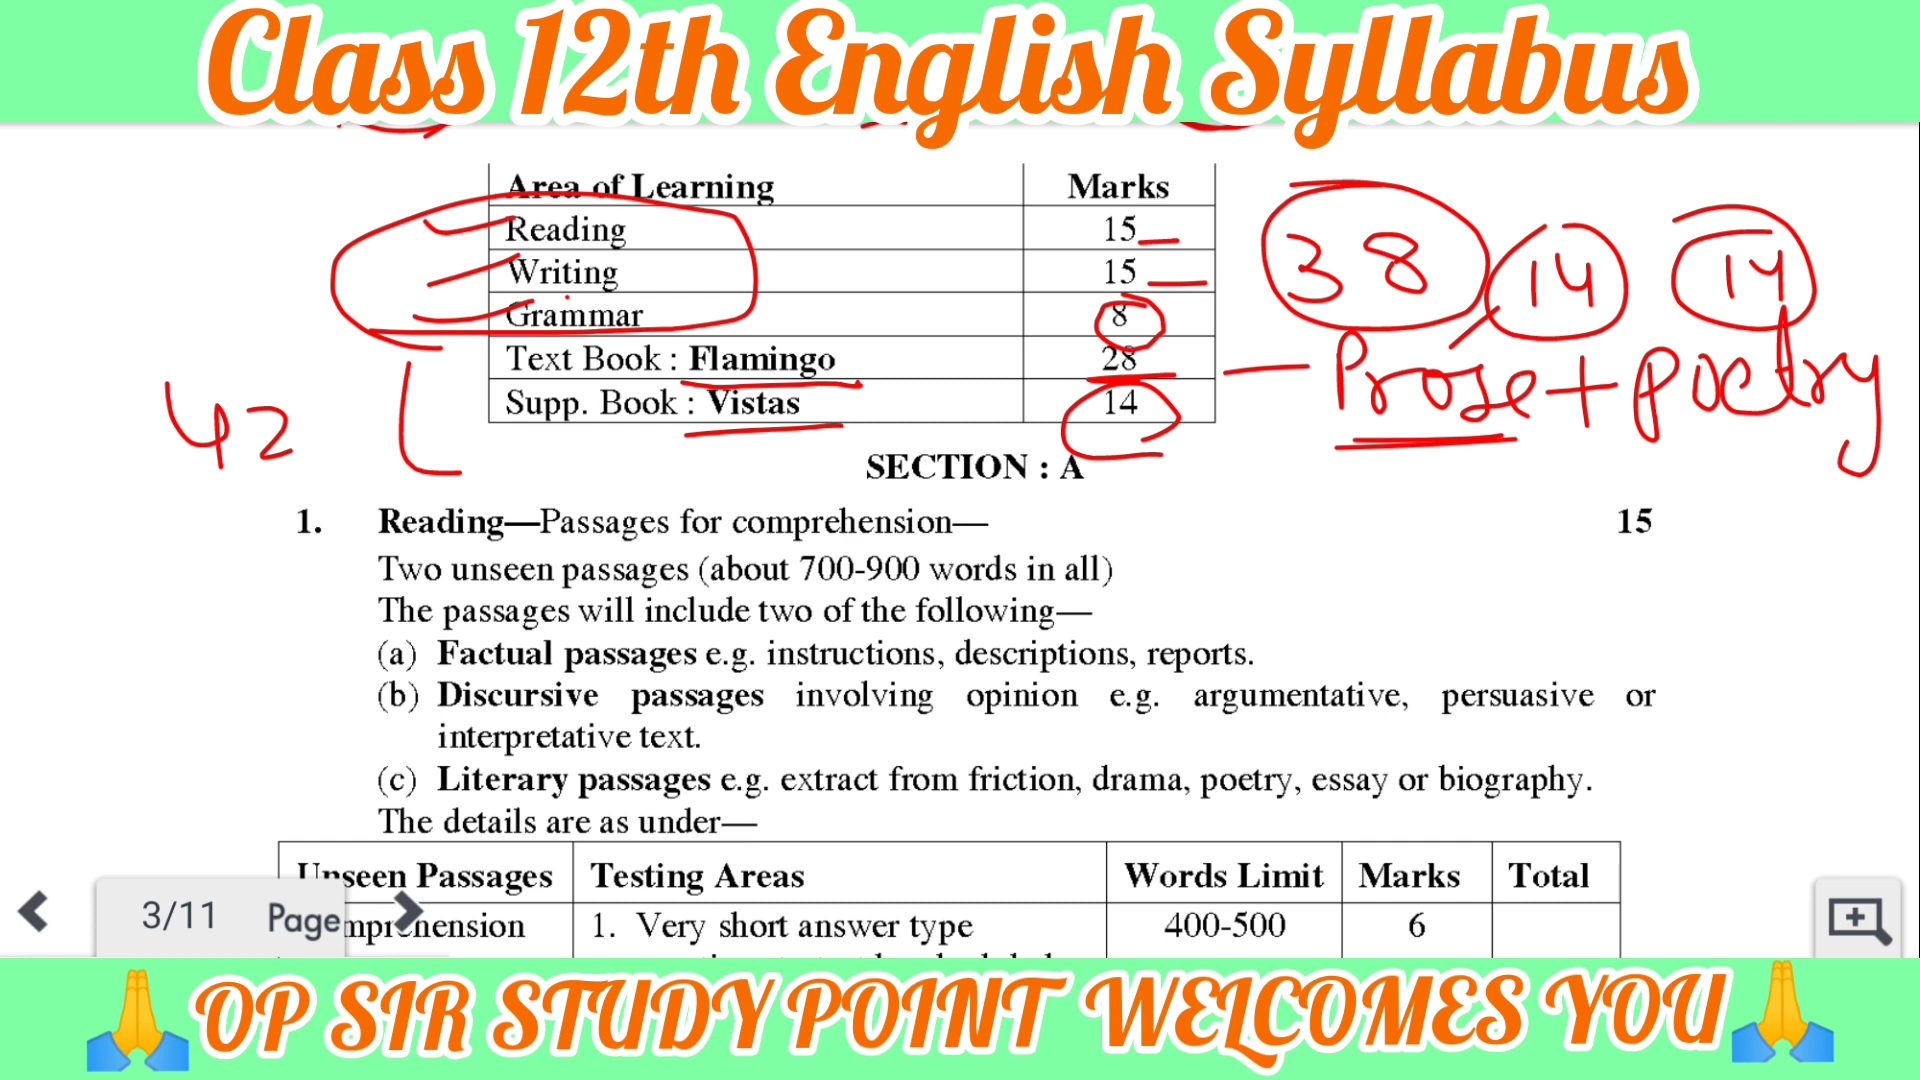 Class 12th English Syllabus
Area of Learning Marks
Reading 15
Writing 15
Grammar 8
Text Book : Flamingo 28
Supp. Book : Vistas 14
38 14 14
Prose + Poetry
42
SECTION : A
1. Reading—Passages for comprehension— 15
Two unseen passages (about 700-900 words in all)
The passages will include two of the following—
(a) Factual passages e.g. instructions, descriptions, reports.
(b) Discursive passages involving opinion e.g. argumentative, persuasive or
interpretative text.
(c) Literary passages e.g. extract from friction, drama, poetry, essay or biography.
The details are as under—
Unseen Passages Testing Areas Words Limit Marks Total
1. Very short answer type 400-500 6
3/11 Page
OP SIR STUDY POINT WELCOMES YOU